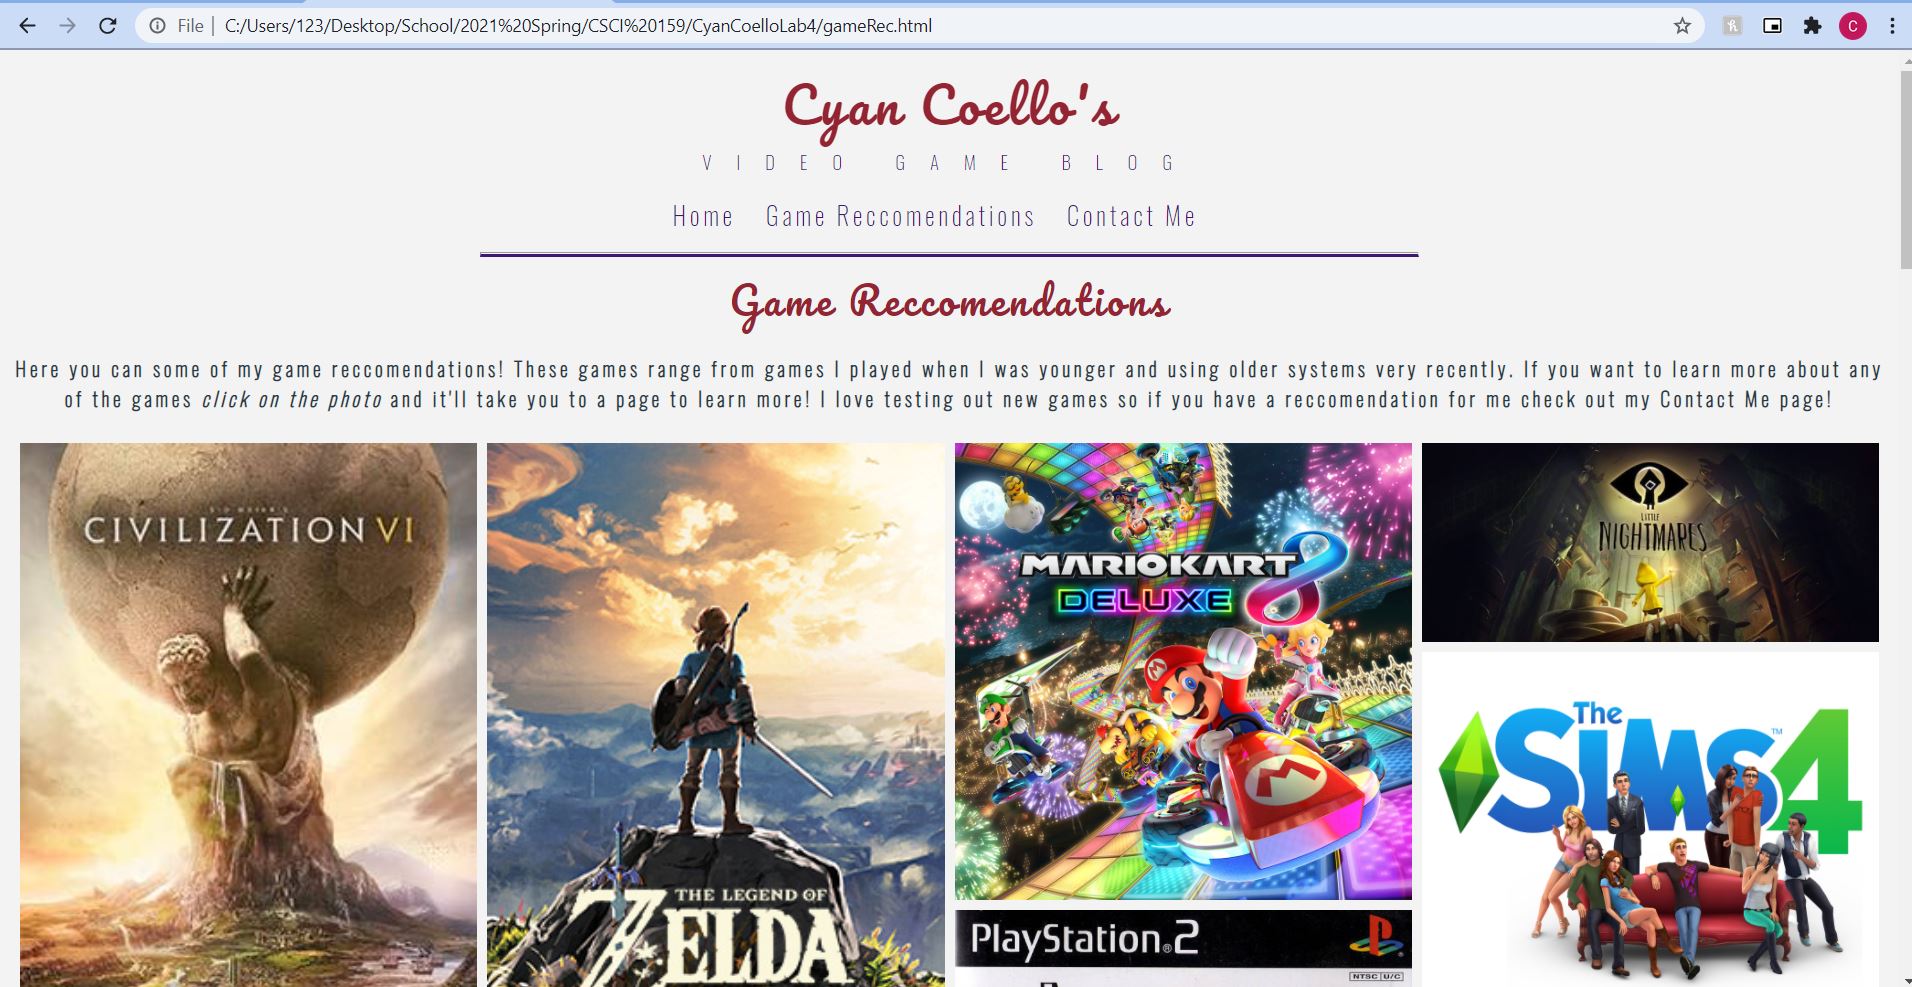 File | C:/Users/123/Desktop/School/2021%20Spring/CSCI%20159/CyanCoelloLab4/gameRec.html
C
Cyan Coello's
VIDEO GAME BLOG
Home Game Reccomendations Contact Me
Game Reccomendations
Here you can some of my game reccomendations! These games range from games I played when I was younger and using older systems very recently. If you want to learn more about any
of the games click on the photo and it'll take you to a page to learn more! I love testing out new games so if you have a reccomendation for me check out my Contact Me page!
SID MEIER'S
CIVILIZATION VI
THE LEGEND OF
ZELDA
MARIOKART 8
DELUXE
M
M
PlayStation®2
NTSC U/C
LITTLE
NIGHTMARES
The
SIMS 4
™